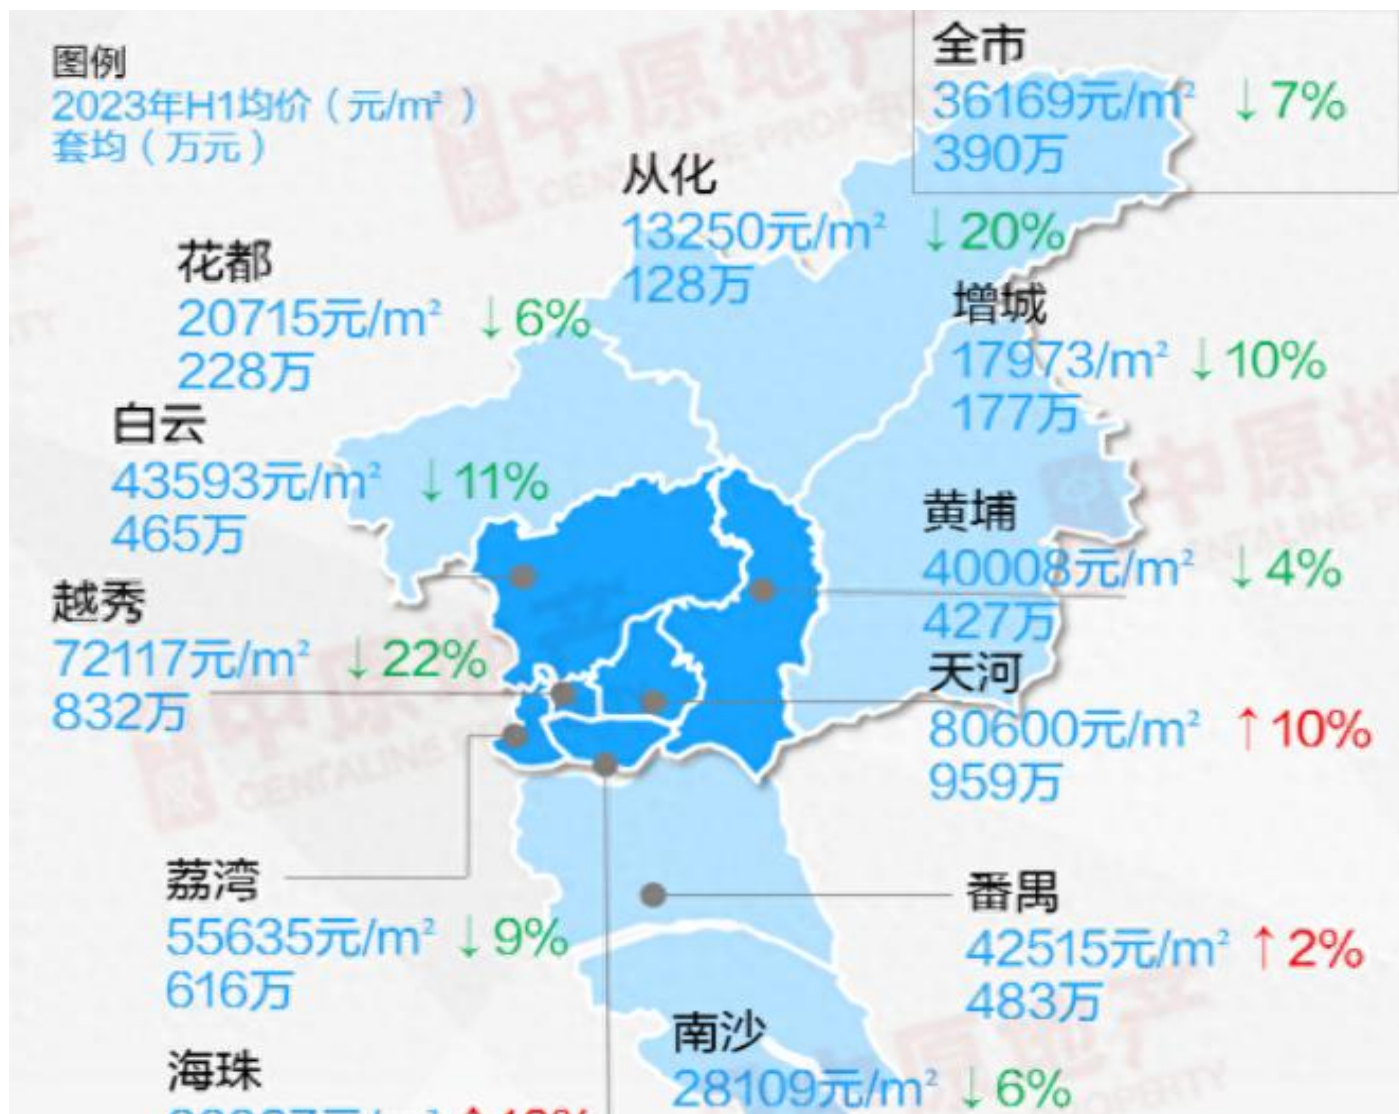 图例
2023年H1均价（元/m²）
套均（万元）
全市
36169元/m² ↓7%
390万
从化
13250元/m² ↓20%
128万
花都
20715元/m² ↓6%
228万
增城
17973/m² ↓10%
177万
白云
43593元/m² ↓11%
465万
黄埔
40008元/m² ↓4%
427万
越秀
72117元/m² ↓22%
832万
天河
80600元/m² ↑10%
959万
荔湾
55635元/m² ↓9%
616万
番禺
42515元/m² ↑2%
483万
海珠
南沙
28109元/m² ↓6%
中原地产
CENTALINE PROPERTY